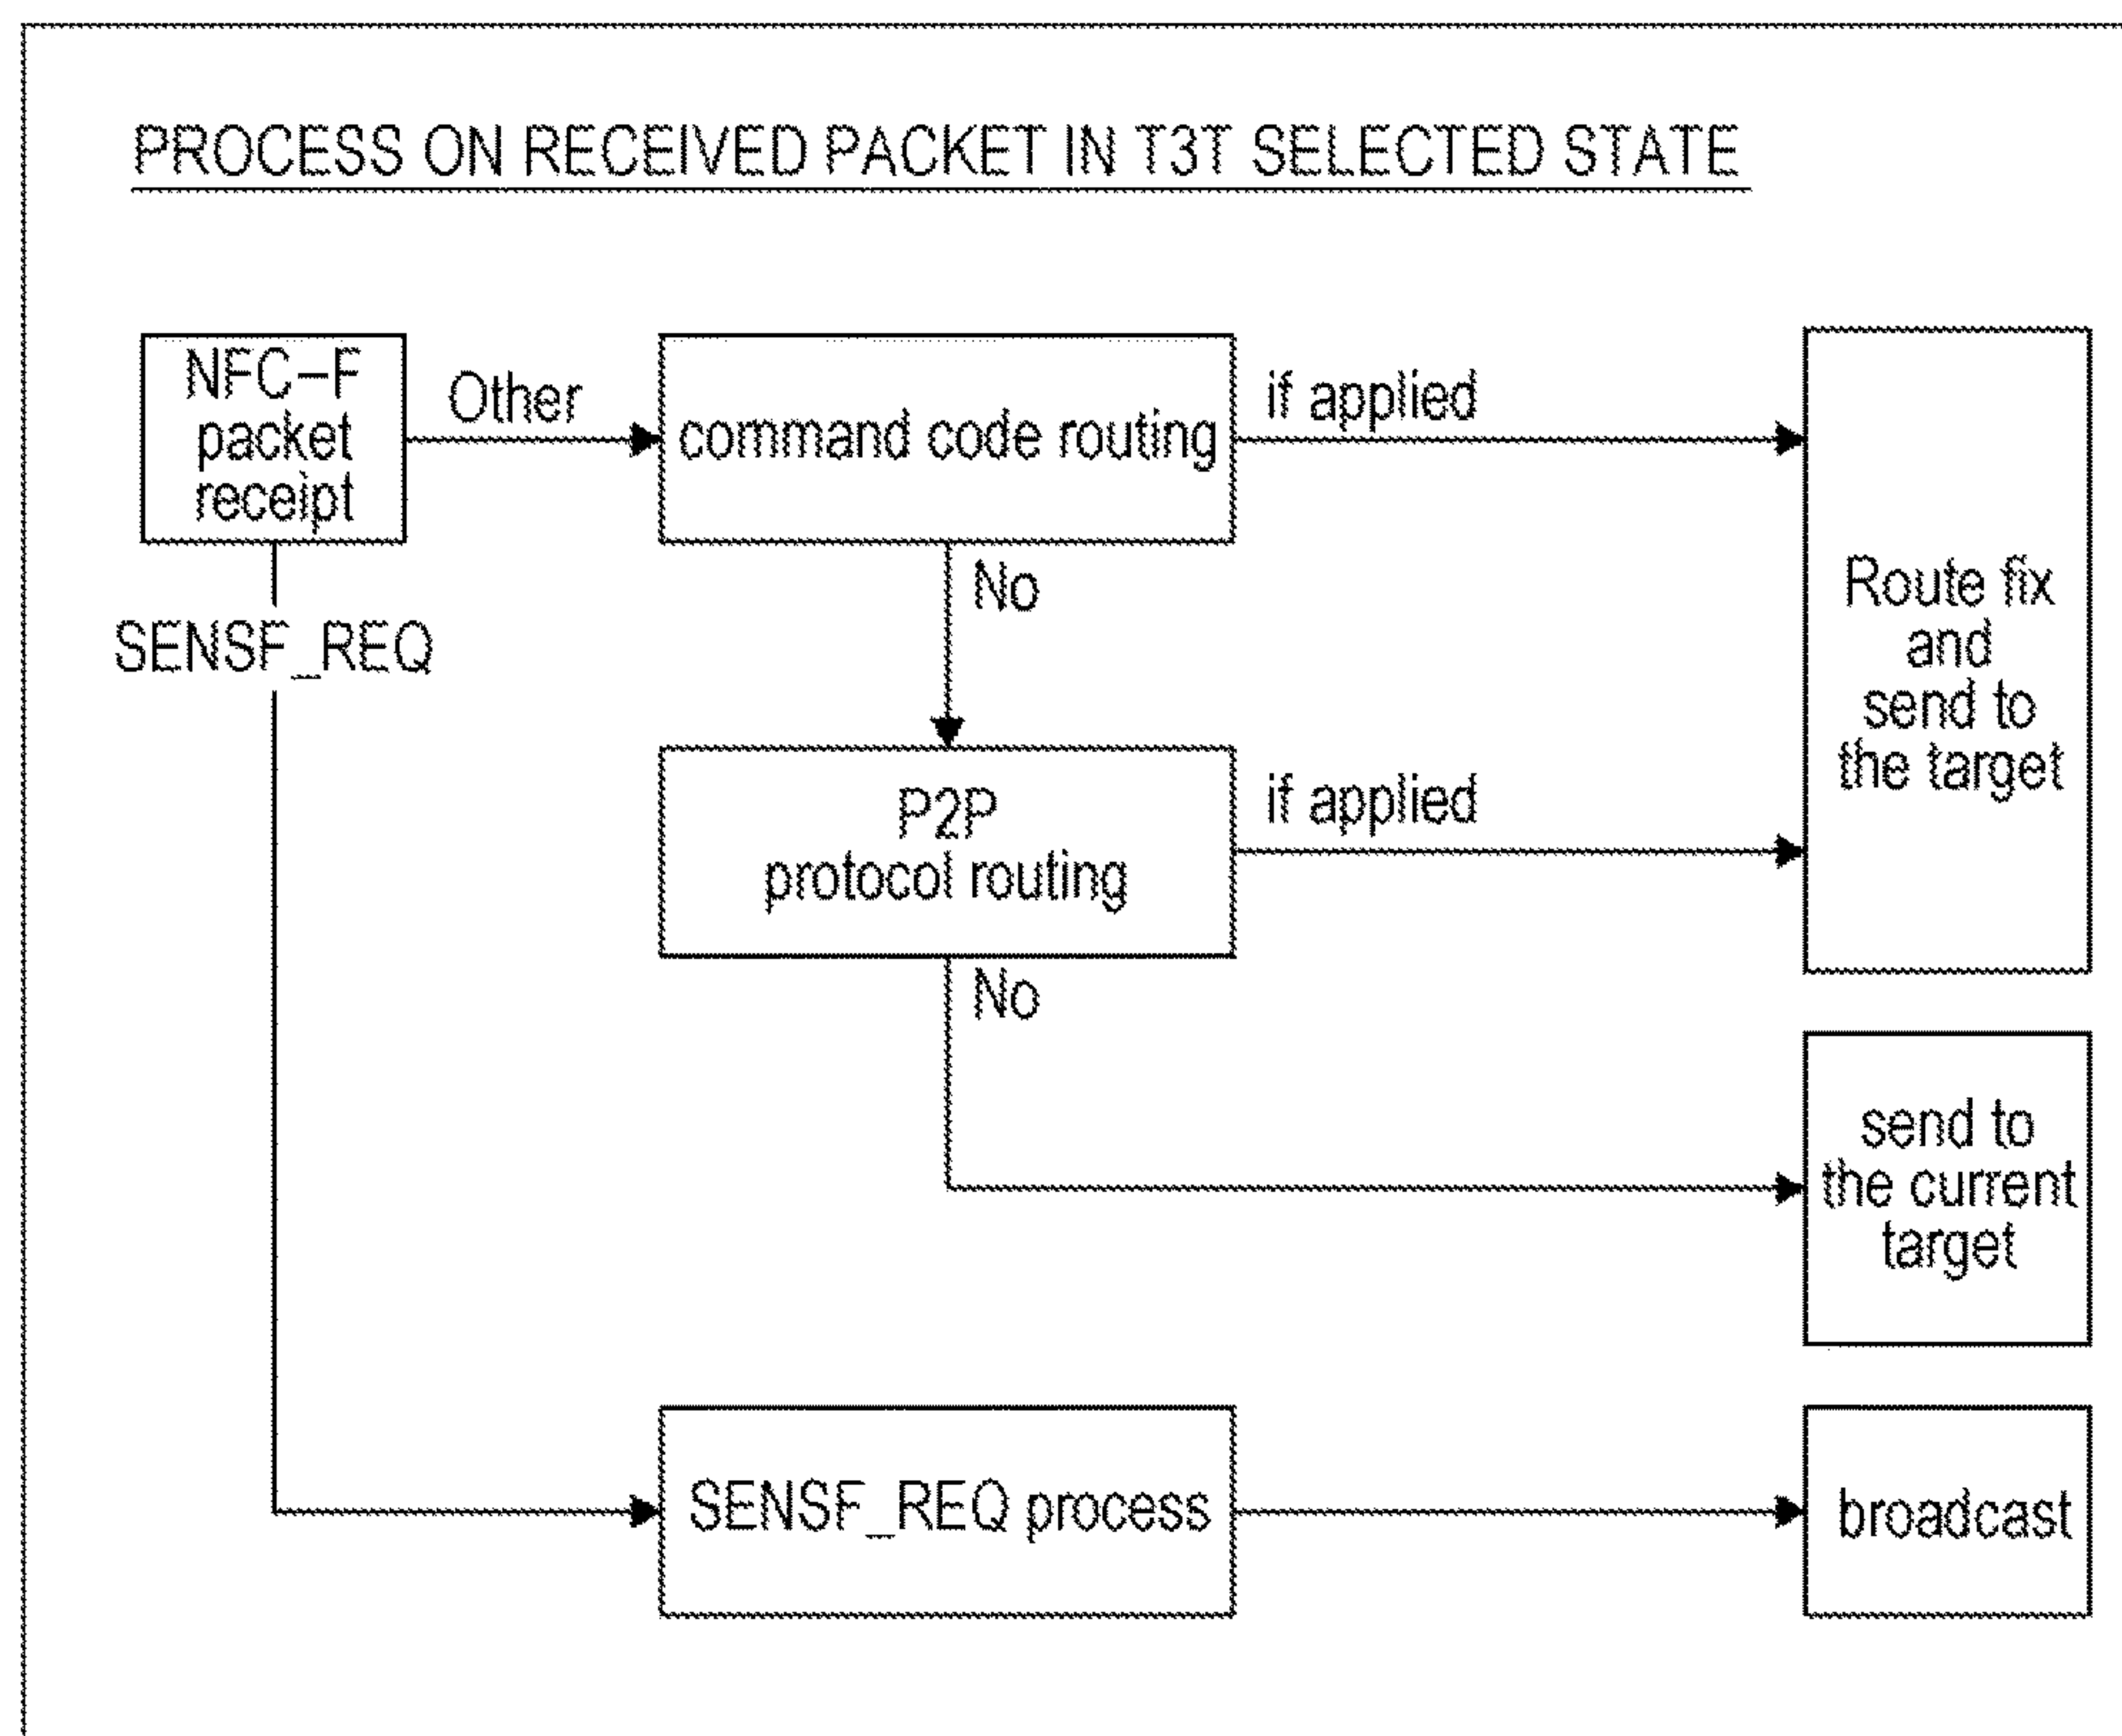 PROCESS ON RECEIVED PACKET IN T3T SELECTED STATE
NFC-F
packet
receipt
Other
command code routing
if applied
Route fix
and
send to
the target
No
SENSF_REQ
P2P
protocol routing
if applied
No
send to
the current
target
SENSF_REQ process
broadcast